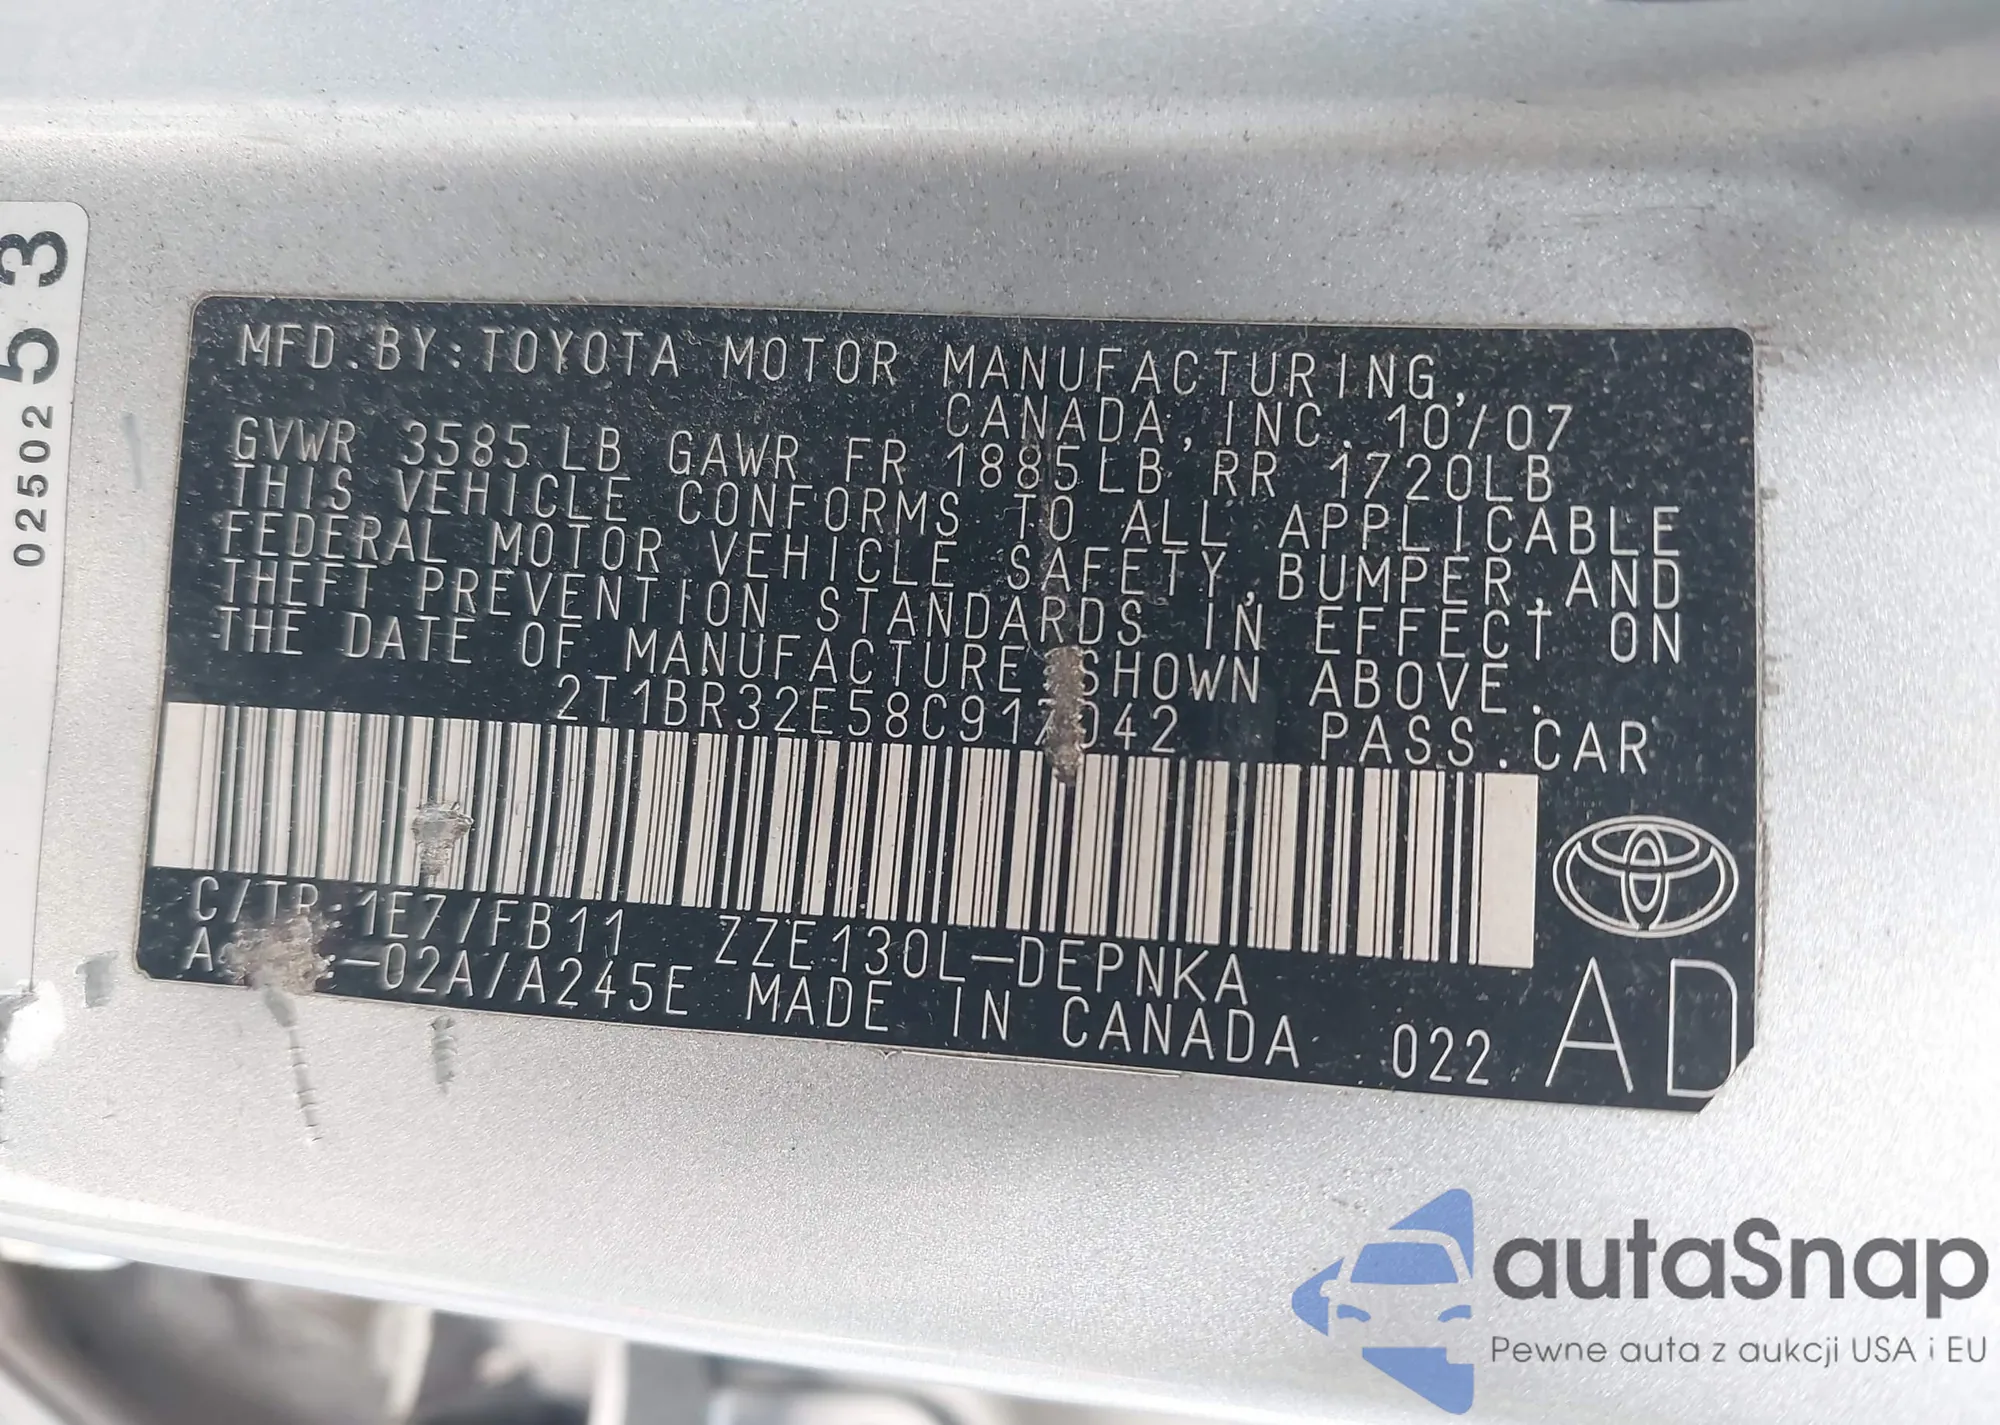 02502 53
MFD.BY:TOYOTA MOTOR MANUFACTURING,
CANADA, INC. 10/07
GVWR 3585LB GAWR FR 1885LB RR 1720LB
THIS VEHICLE CONFORMS TO ALL APPLICABLE
FEDERAL MOTOR VEHICLE SAFETY,BUMPER,AND
THEFT PREVENTION STANDARDS IN EFFECT ON
THE DATE OF MANUFACTURE SHOWN ABOVE.
2T1BR32E58C917042 PASS.CAR
C/TR:1E7/FB11 ZZE130L-DEPNKA
-02A/A245E MADE IN CANADA 022 AD
autaSnap
Pewne auta z aukcji USA i EU